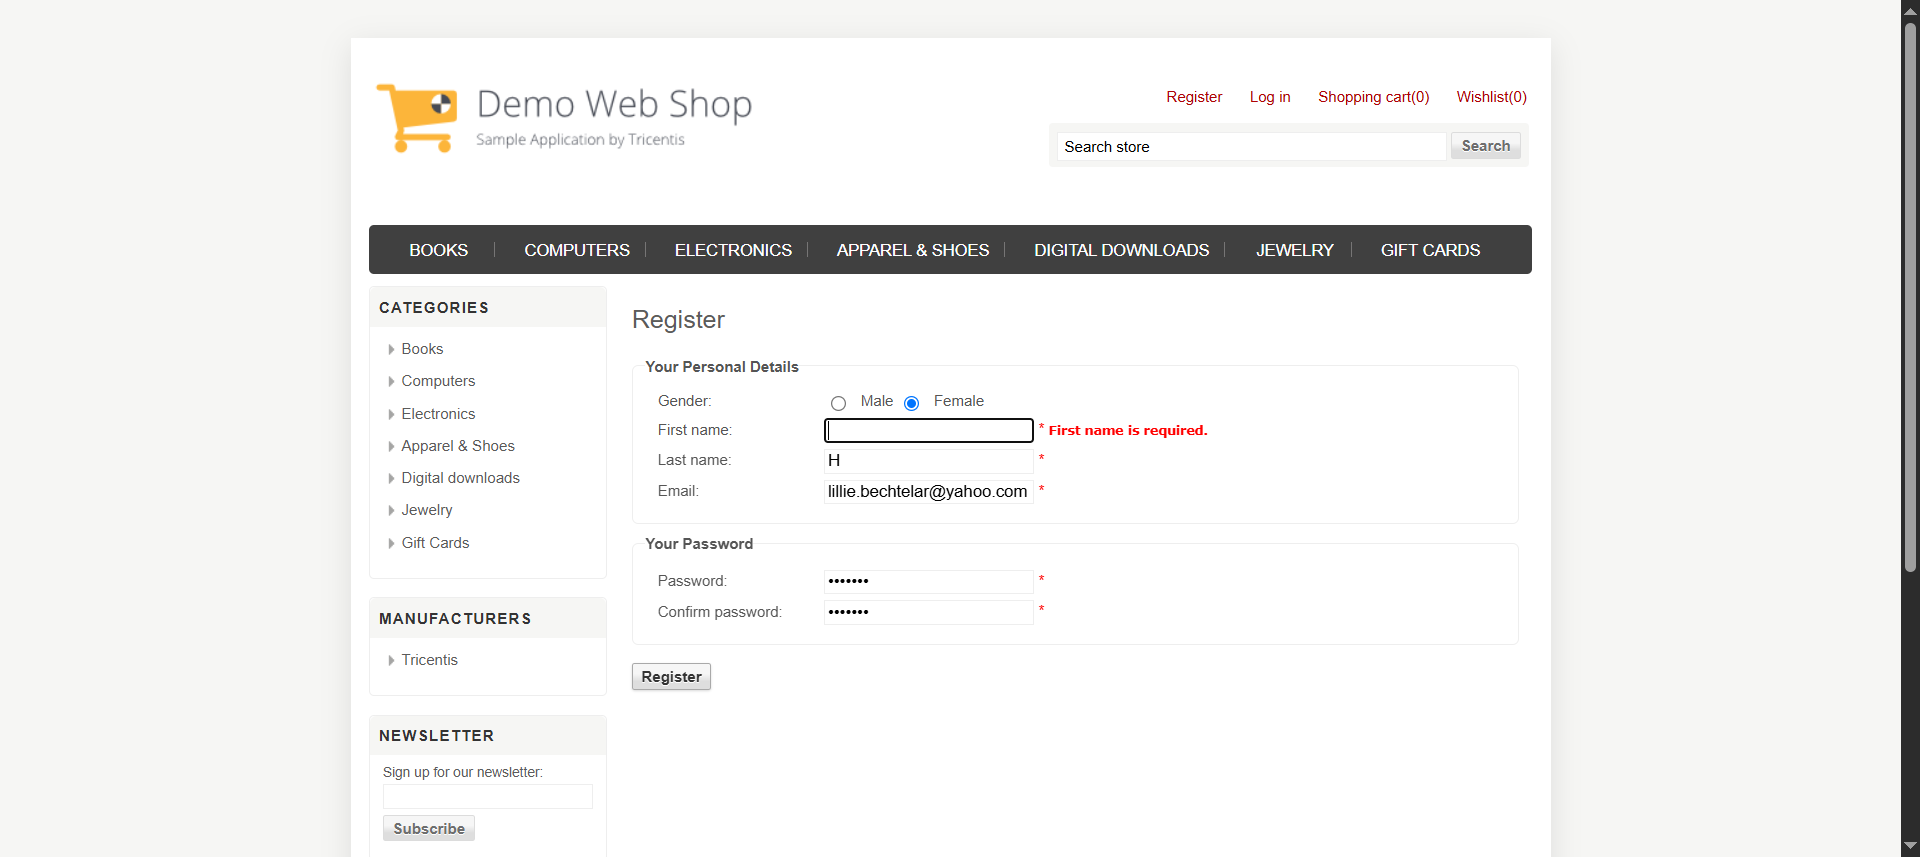 Demo Web Shop
Sample Application by Tricentis
Register Log in Shopping cart(0) Wishlist(0)
Search store Search
BOOKS COMPUTERS ELECTRONICS APPAREL & SHOES DIGITAL DOWNLOADS JEWELRY GIFT CARDS
CATEGORIES
Books
Computers
Electronics
Apparel & Shoes
Digital downloads
Jewelry
Gift Cards
MANUFACTURERS
Tricentis
NEWSLETTER
Sign up for our newsletter:
Subscribe
Register
Your Personal Details
Gender: Male Female
First name: * First name is required.
Last name: H *
Email: lillie.bechtelar@yahoo.com *
Your Password
Password: ••••••• *
Confirm password: ••••••• *
Register